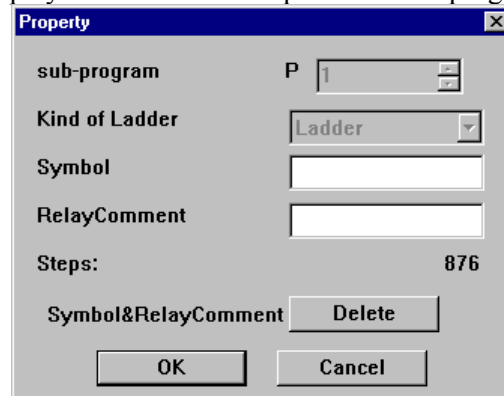 Property
sub-program P 1
Kind of Ladder Ladder
Symbol
RelayComment
Steps: 876
Symbol&RelayComment Delete
OK Cancel